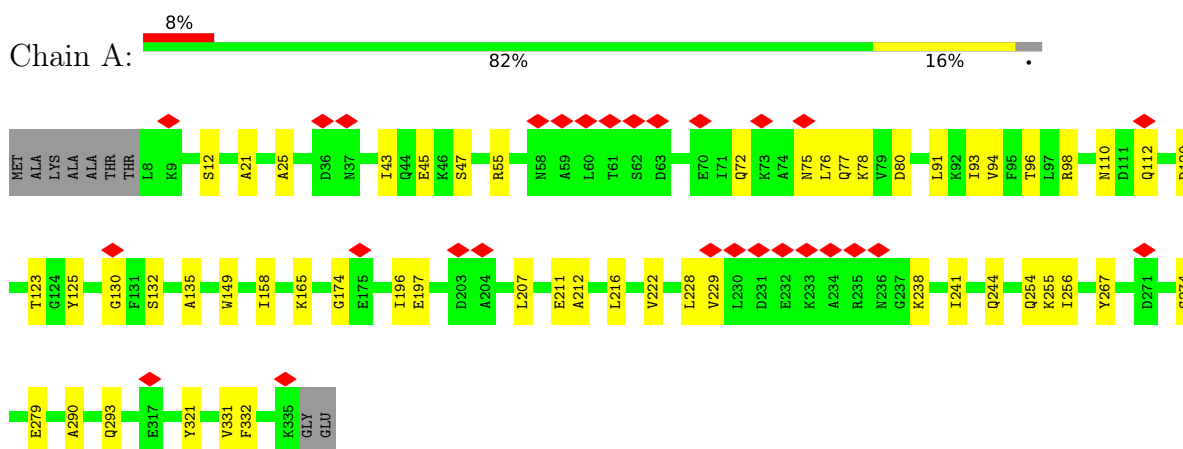 8%
Chain A:
82% 16% •
MET ALA LYS ALA ALA THR THR L8 K9 S12 A21 A25 D36 N37 I43 Q44 E45 K46 S47 R55 N58 A59 L60 T61 S62 D63 E70 I71 Q72 K73 A74 N75 L76 Q77 K78 V79 D80 L91 K92 I93 V94 F95 T96 L97 R98 N110 D111 Q112
T123 G124 Y125 G130 F131 S132 A135 W149 I158 K165 G174 E175 I196 E197 D203 A204 L207 E211 A212 L216 V222 L228 V229 L230 D231 E232 K233 A234 R235 N236 G237 K238 I241 Q244 Q254 K255 I256 Y267 D271
E279 A290 Q293 E317 Y321 V331 F332 K335 GLY GLU